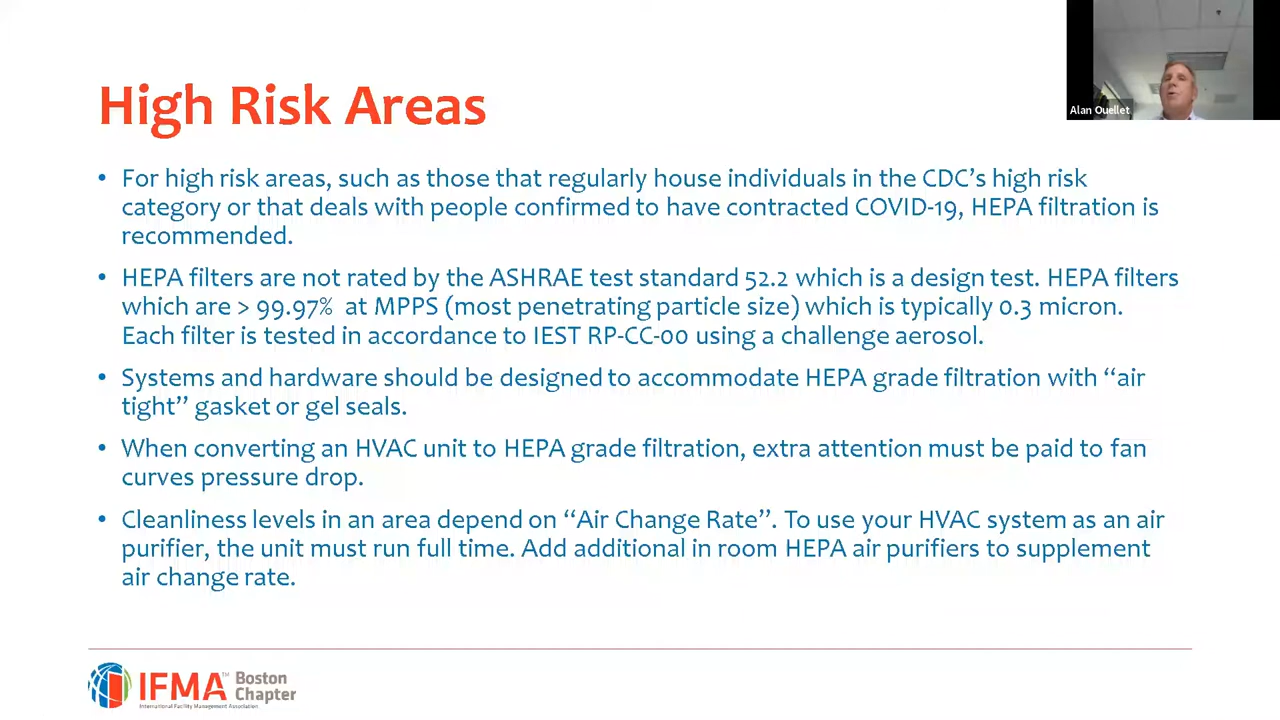 High Risk Areas
Alan Ouellet
• For high risk areas, such as those that regularly house individuals in the CDC’s high risk
category or that deals with people confirmed to have contracted COVID-19, HEPA filtration is
recommended.
• HEPA filters are not rated by the ASHRAE test standard 52.2 which is a design test. HEPA filters
which are > 99.97% at MPPS (most penetrating particle size) which is typically 0.3 micron.
Each filter is tested in accordance to IEST RP-CC-00 using a challenge aerosol.
• Systems and hardware should be designed to accommodate HEPA grade filtration with “air
tight” gasket or gel seals.
• When converting an HVAC unit to HEPA grade filtration, extra attention must be paid to fan
curves pressure drop.
• Cleanliness levels in an area depend on “Air Change Rate”. To use your HVAC system as an air
purifier, the unit must run full time. Add additional in room HEPA air purifiers to supplement
air change rate.
IFMA™ Boston
Chapter
International Facility Management Association